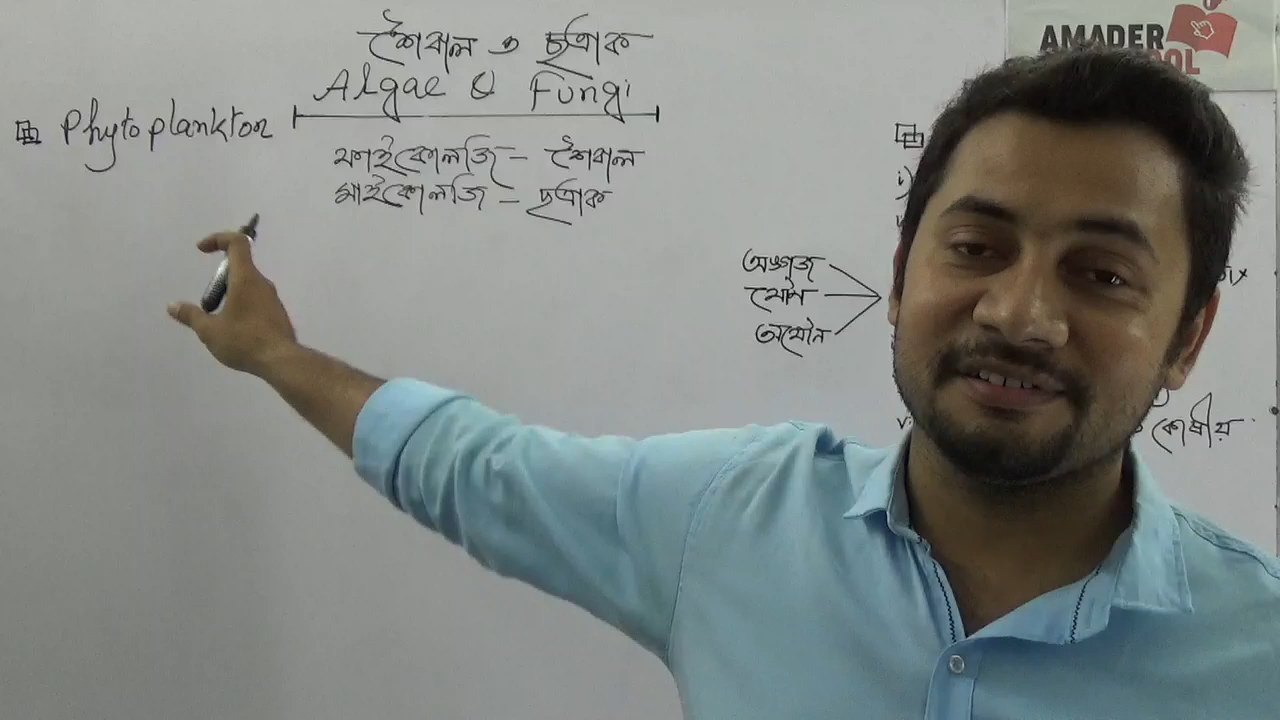 শৈবাল ও ছত্রাক
Algae & Fungi
Phytoplankton
ফাইকোলজি - শৈবাল
মাইকোলজি - ছত্রাক
অঙ্গজ
যৌন
অযৌন
i)
কোষীয়
AMADER